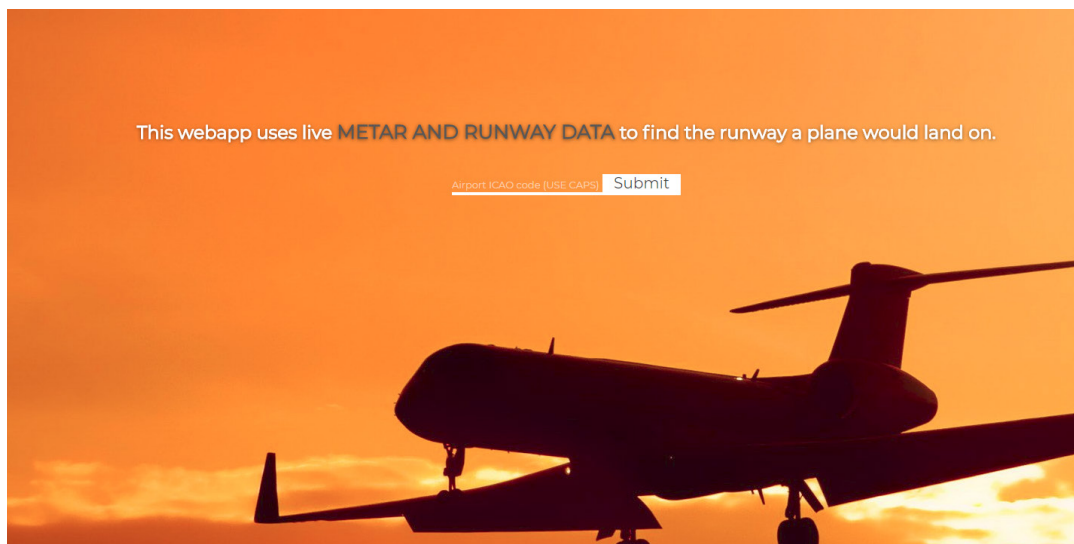 This webapp uses live METAR AND RUNWAY DATA to find the runway a plane would land on.
Airport ICAO code (USE CAPS) Submit